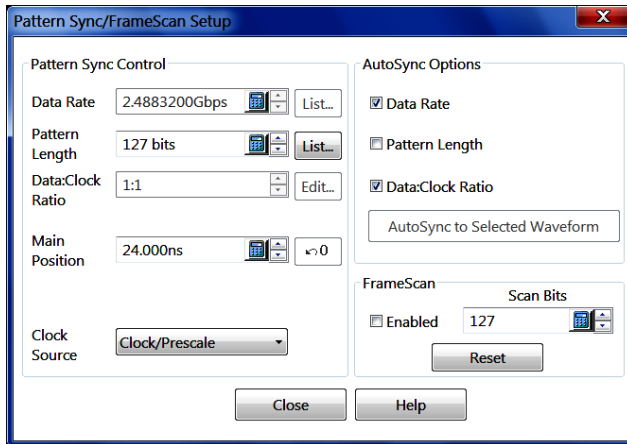 Pattern Sync/FrameScan Setup
Pattern Sync Control
Data Rate
2.4883200Gbps
List...
Pattern
Length
127 bits
List...
Data:Clock
Ratio
1:1
Edit...
Main
Position
24.000ns
0
Clock
Source
Clock/Prescale
AutoSync Options
Data Rate
Pattern Length
Data:Clock Ratio
AutoSync to Selected Waveform
FrameScan
Scan Bits
Enabled
127
Reset
Close
Help